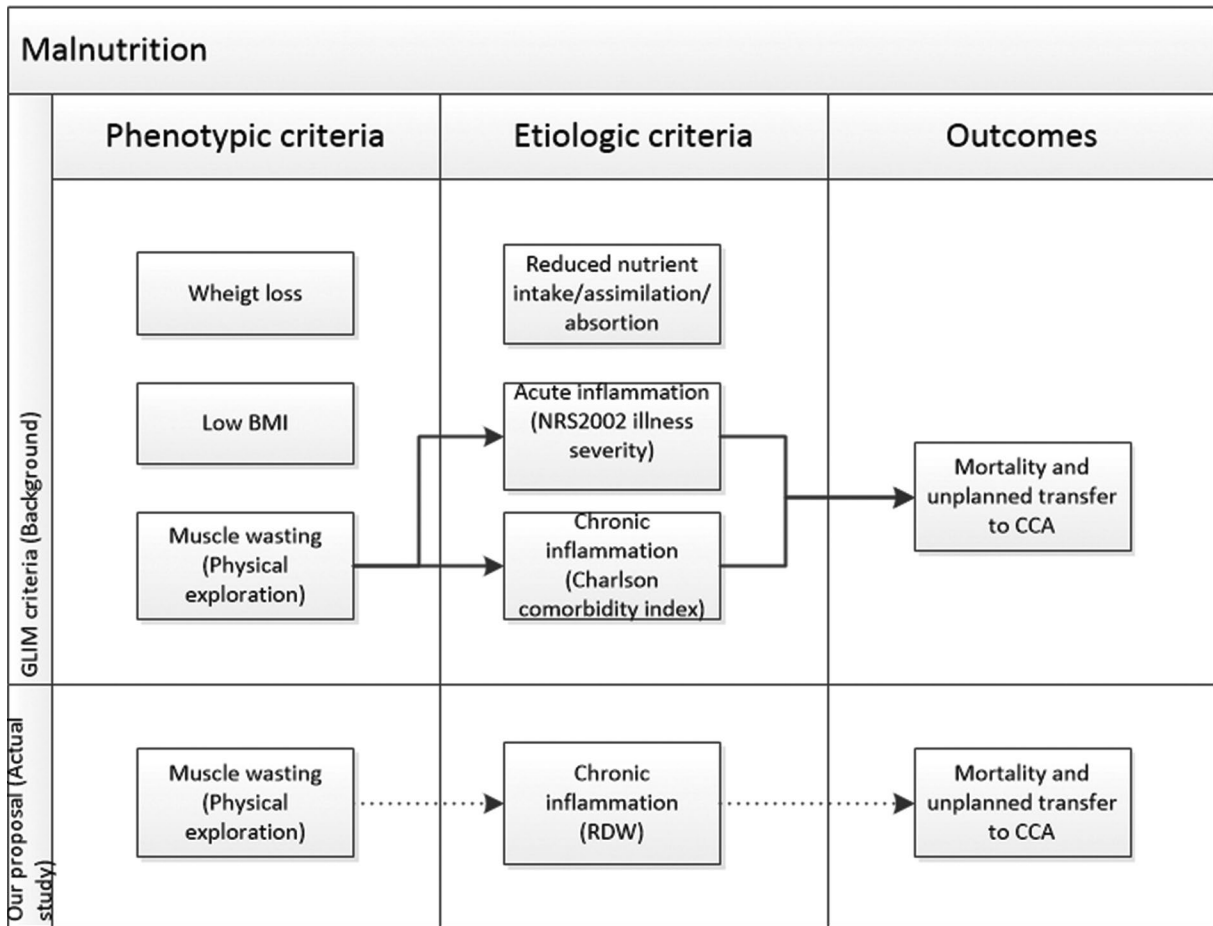 Malnutrition
Phenotypic criteria
Etiologic criteria
Outcomes
GLIM criteria (Background)
Wheigt loss
Low BMI
Muscle wasting
(Physical
exploration)
Reduced nutrient
intake/assimilation/
absortion
Acute inflammation
(NRS2002 illness
severity)
Chronic
inflammation
(Charlson
comorbidity index)
Mortality and
unplanned transfer
to CCA
Our proposal (Actual
study)
Muscle wasting
(Physical
exploration)
Chronic
inflammation
(RDW)
Mortality and
unplanned transfer
to CCA